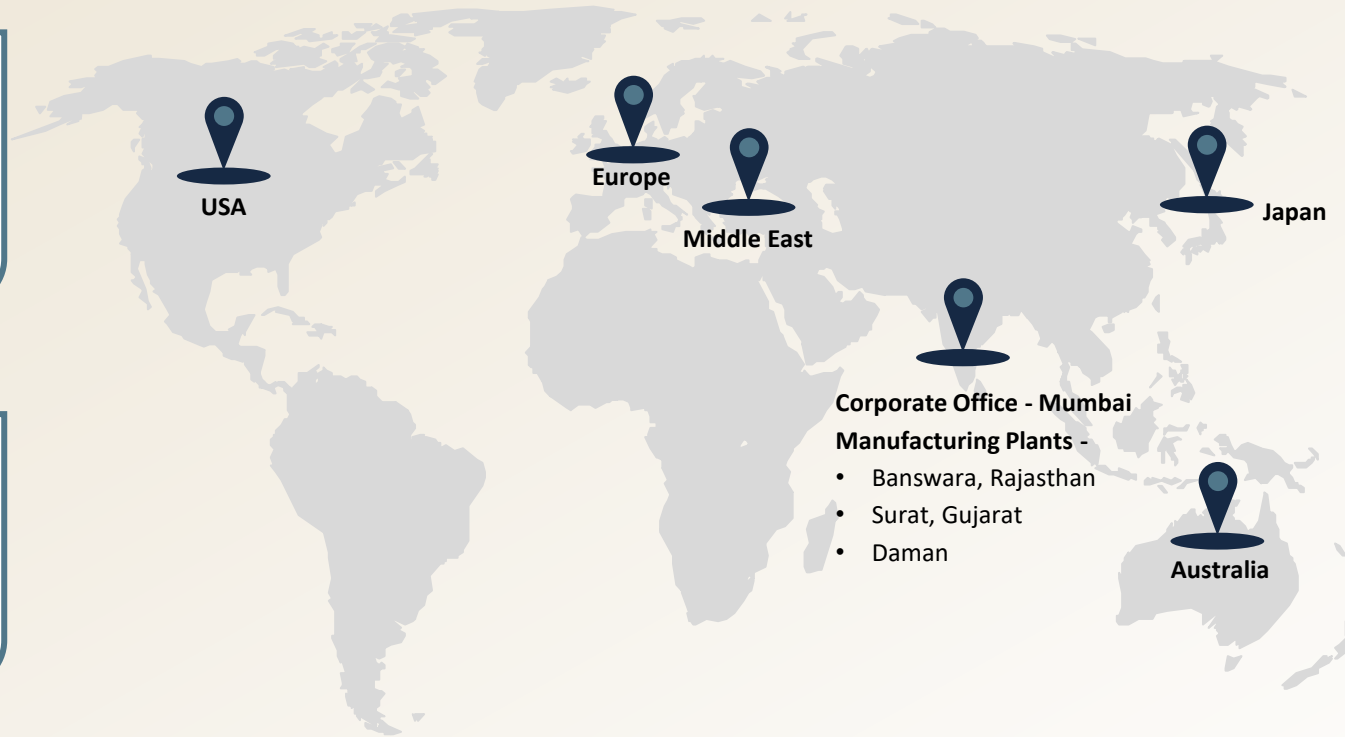 USA
Europe
Middle East
Japan
Corporate Office - Mumbai
Manufacturing Plants -
• Banswara, Rajasthan
• Surat, Gujarat
• Daman
Australia